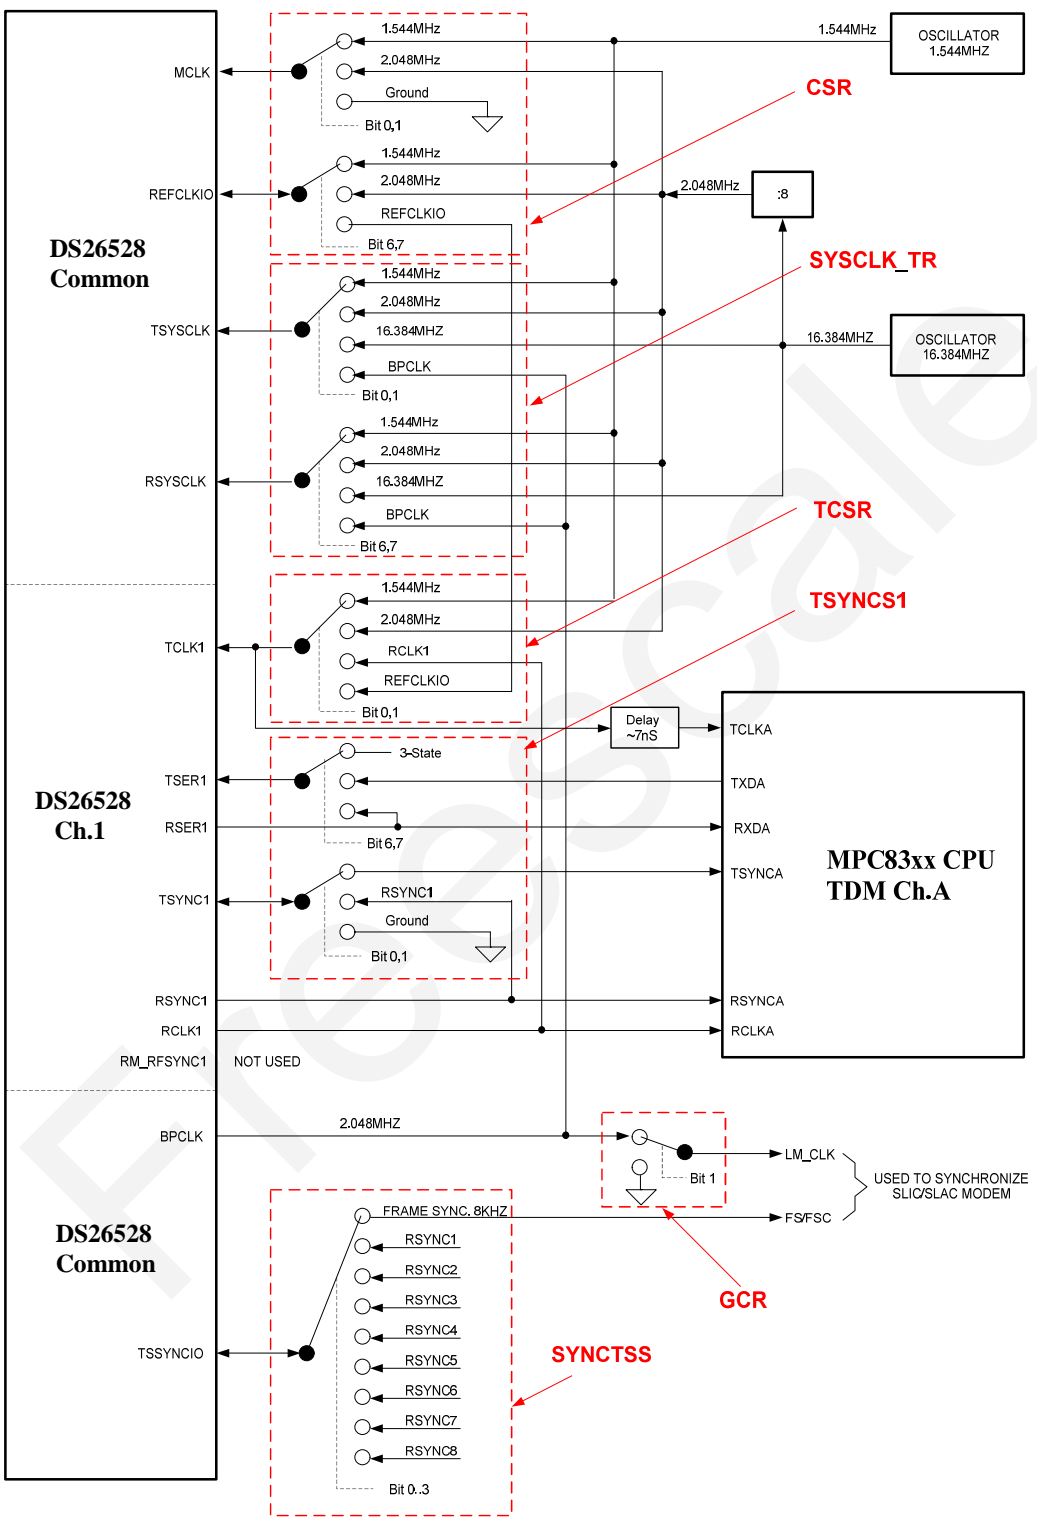 1.544MHz
1.544MHz
OSCILLATOR
1.544MHZ
MCLK
2.048MHz
Ground
CSR
Bit 0,1
1.544MHz
REFCLKIO
2.048MHz
2.048MHz
:8
REFCLKIO
DS26528
Common
Bit 6,7
SYSCLK_TR
1.544MHz
2.048MHz
TSYSCLK
16.384MHZ
16.384MHZ
OSCILLATOR
16.384MHZ
BPCLK
Bit 0,1
1.544MHz
2.048MHz
RSYSCLK
16.384MHZ
BPCLK
TCSR
Bit 6,7
1.544MHz
TSYNCS1
2.048MHz
TCLK1
RCLK1
REFCLKIO
Bit 0,1
Delay
~7nS
TCLKA
3-State
TSER1
TXDA
DS26528
Ch.1
RSER1
RXDA
Bit 6,7
MPC83xx CPU
TDM Ch.A
TSYNCA
TSYNC1
RSYNC1
Ground
Bit 0,1
RSYNC1
RSYNCA
RCLK1
RCLKA
RM_RFSYNC1
NOT USED
BPCLK
2.048MHZ
LM_CLK
Bit 1
USED TO SYNCHRONIZE
SLIC/SLAC MODEM
FRAME SYNC. 8KHZ
FS/FSC
DS26528
Common
RSYNC1
RSYNC2
GCR
RSYNC3
RSYNC4
TSSYNCIO
RSYNC5
SYNCTSS
RSYNC6
RSYNC7
RSYNC8
Bit 0..3
Freescale